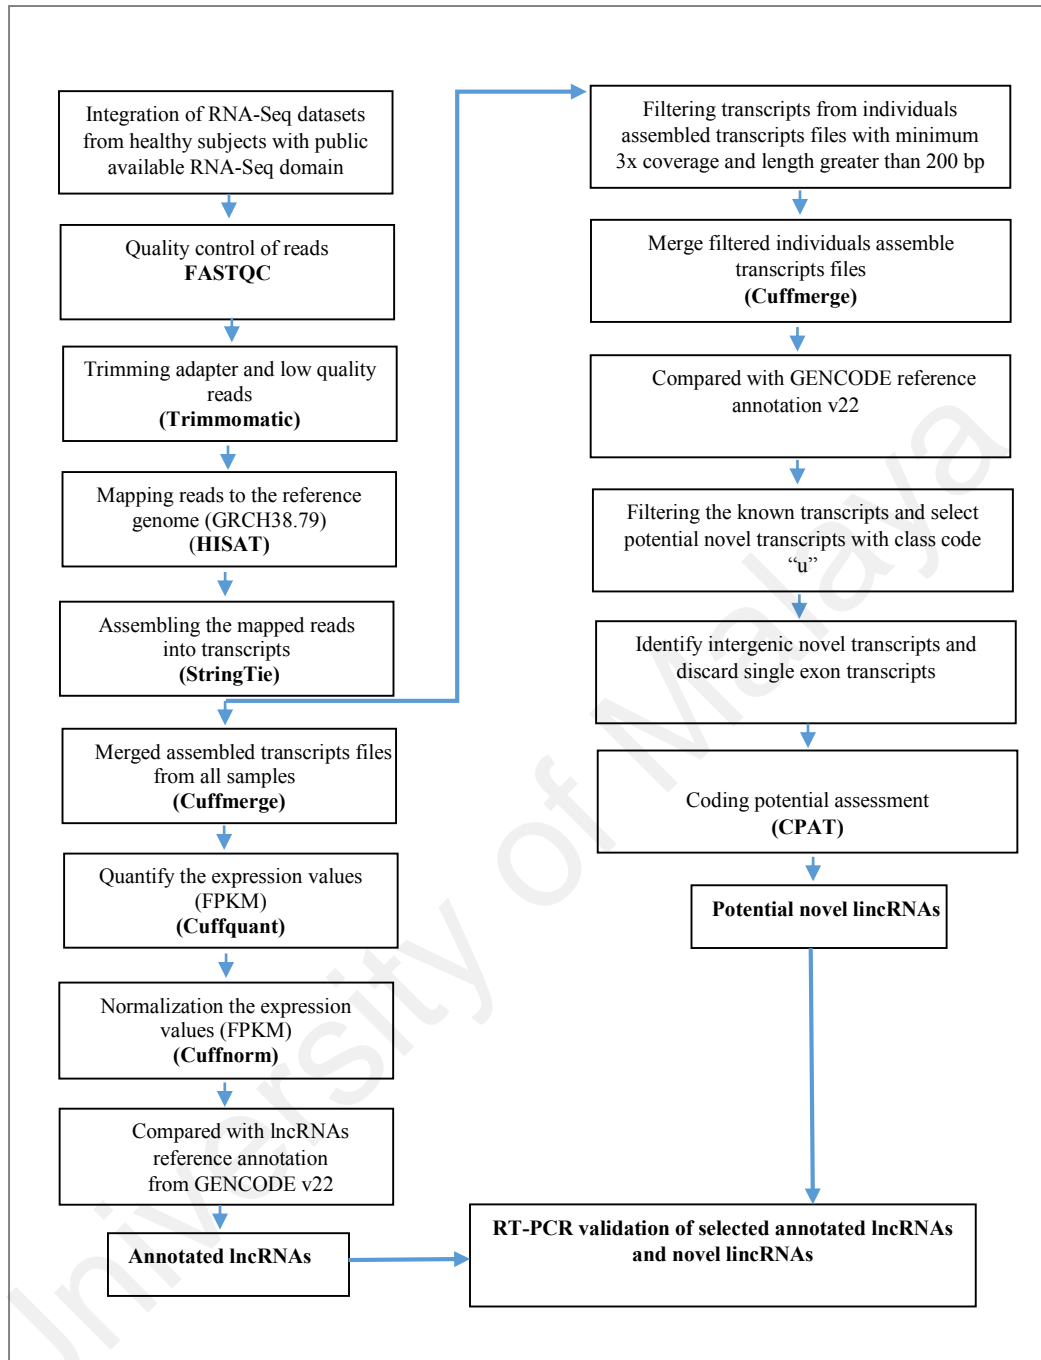 Integration of RNA-Seq datasets
from healthy subjects with public
available RNA-Seq domain
Quality control of reads
FASTQC
Trimming adapter and low quality
reads
(Trimmomatic)
Mapping reads to the reference
genome (GRCH38.79)
(HISAT)
Assembling the mapped reads
into transcripts
(StringTie)
Merged assembled transcripts files
from all samples
(Cuffmerge)
Quantify the expression values
(FPKM)
(Cuffquant)
Normalization the expression
values (FPKM)
(Cuffnorm)
Compared with lncRNAs
reference annotation
from GENCODE v22
Annotated lncRNAs
Filtering transcripts from individuals
assembled transcripts files with minimum
3x coverage and length greater than 200 bp
Merge filtered individuals assemble
transcripts files
(Cuffmerge)
Compared with GENCODE reference
annotation v22
Filtering the known transcripts and select
potential novel transcripts with class code
“u”
Identify intergenic novel transcripts and
discard single exon transcripts
Coding potential assessment
(CPAT)
Potential novel lincRNAs
RT-PCR validation of selected annotated lncRNAs
and novel lincRNAs
University of Malaya